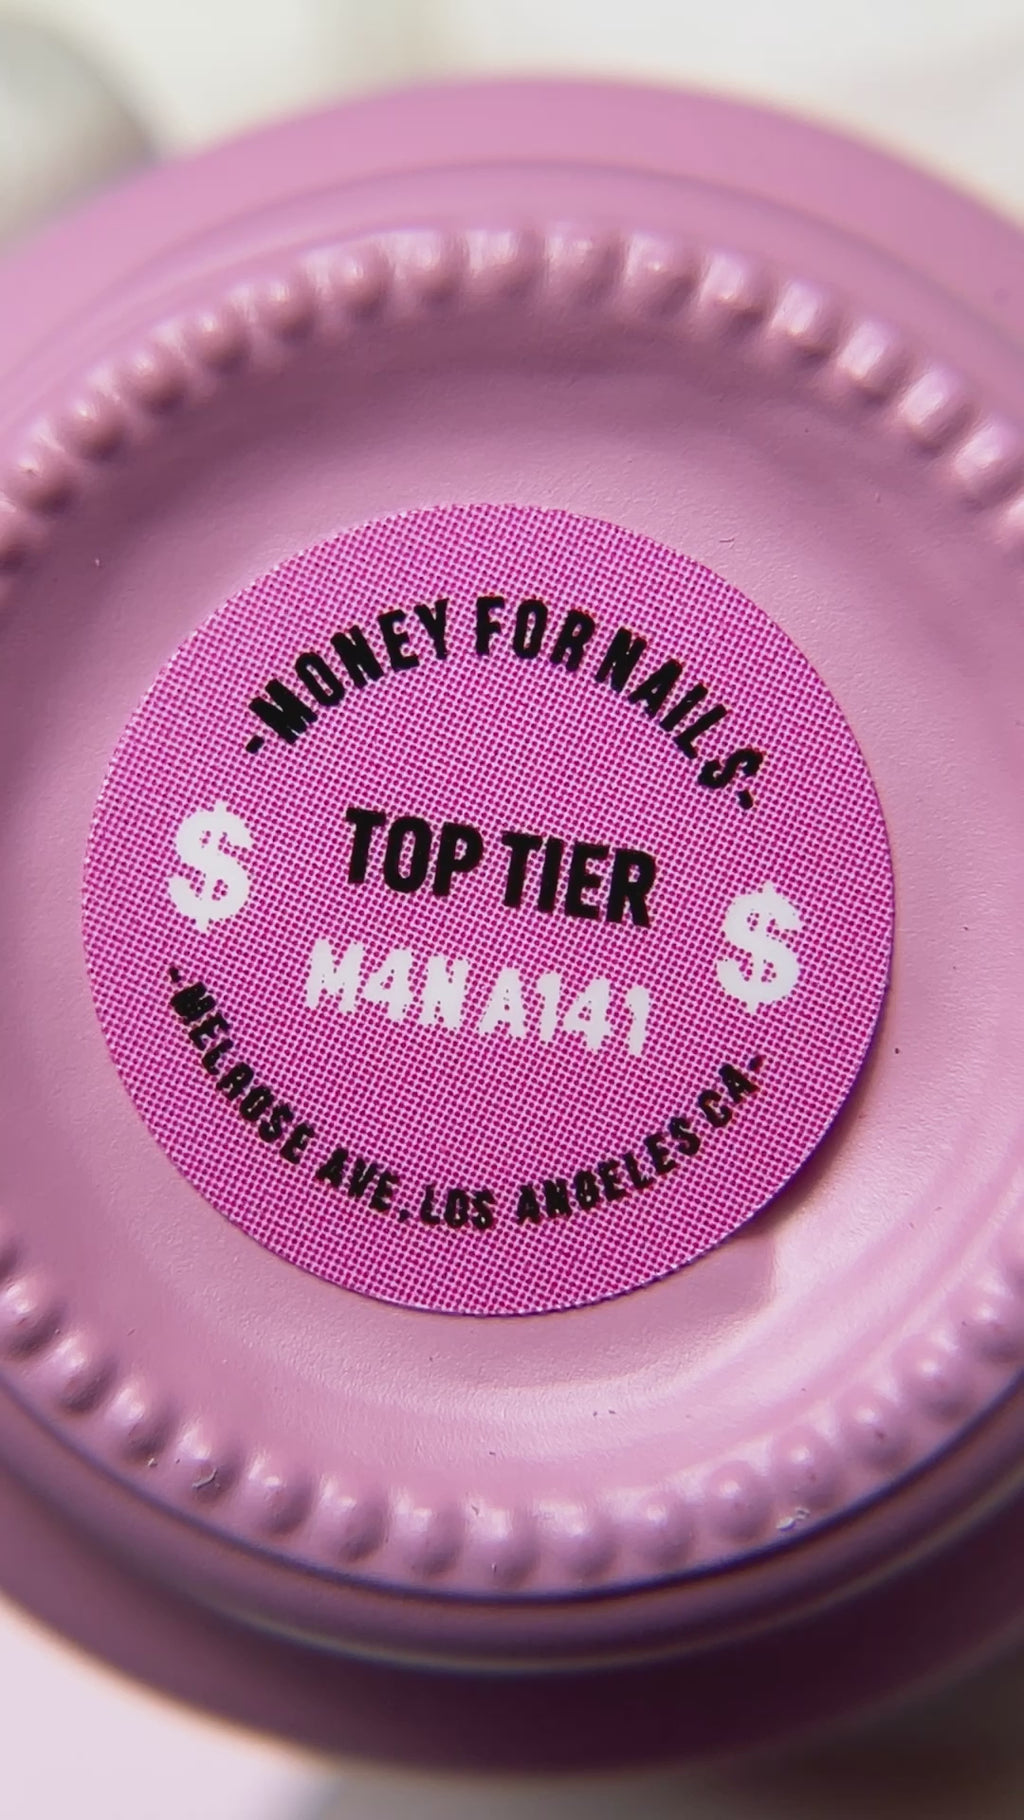 -MONEY FOR NAILS-
TOP TIER
$ $
M4NA141
-MELROSE AVE, LOS ANGELES CA-